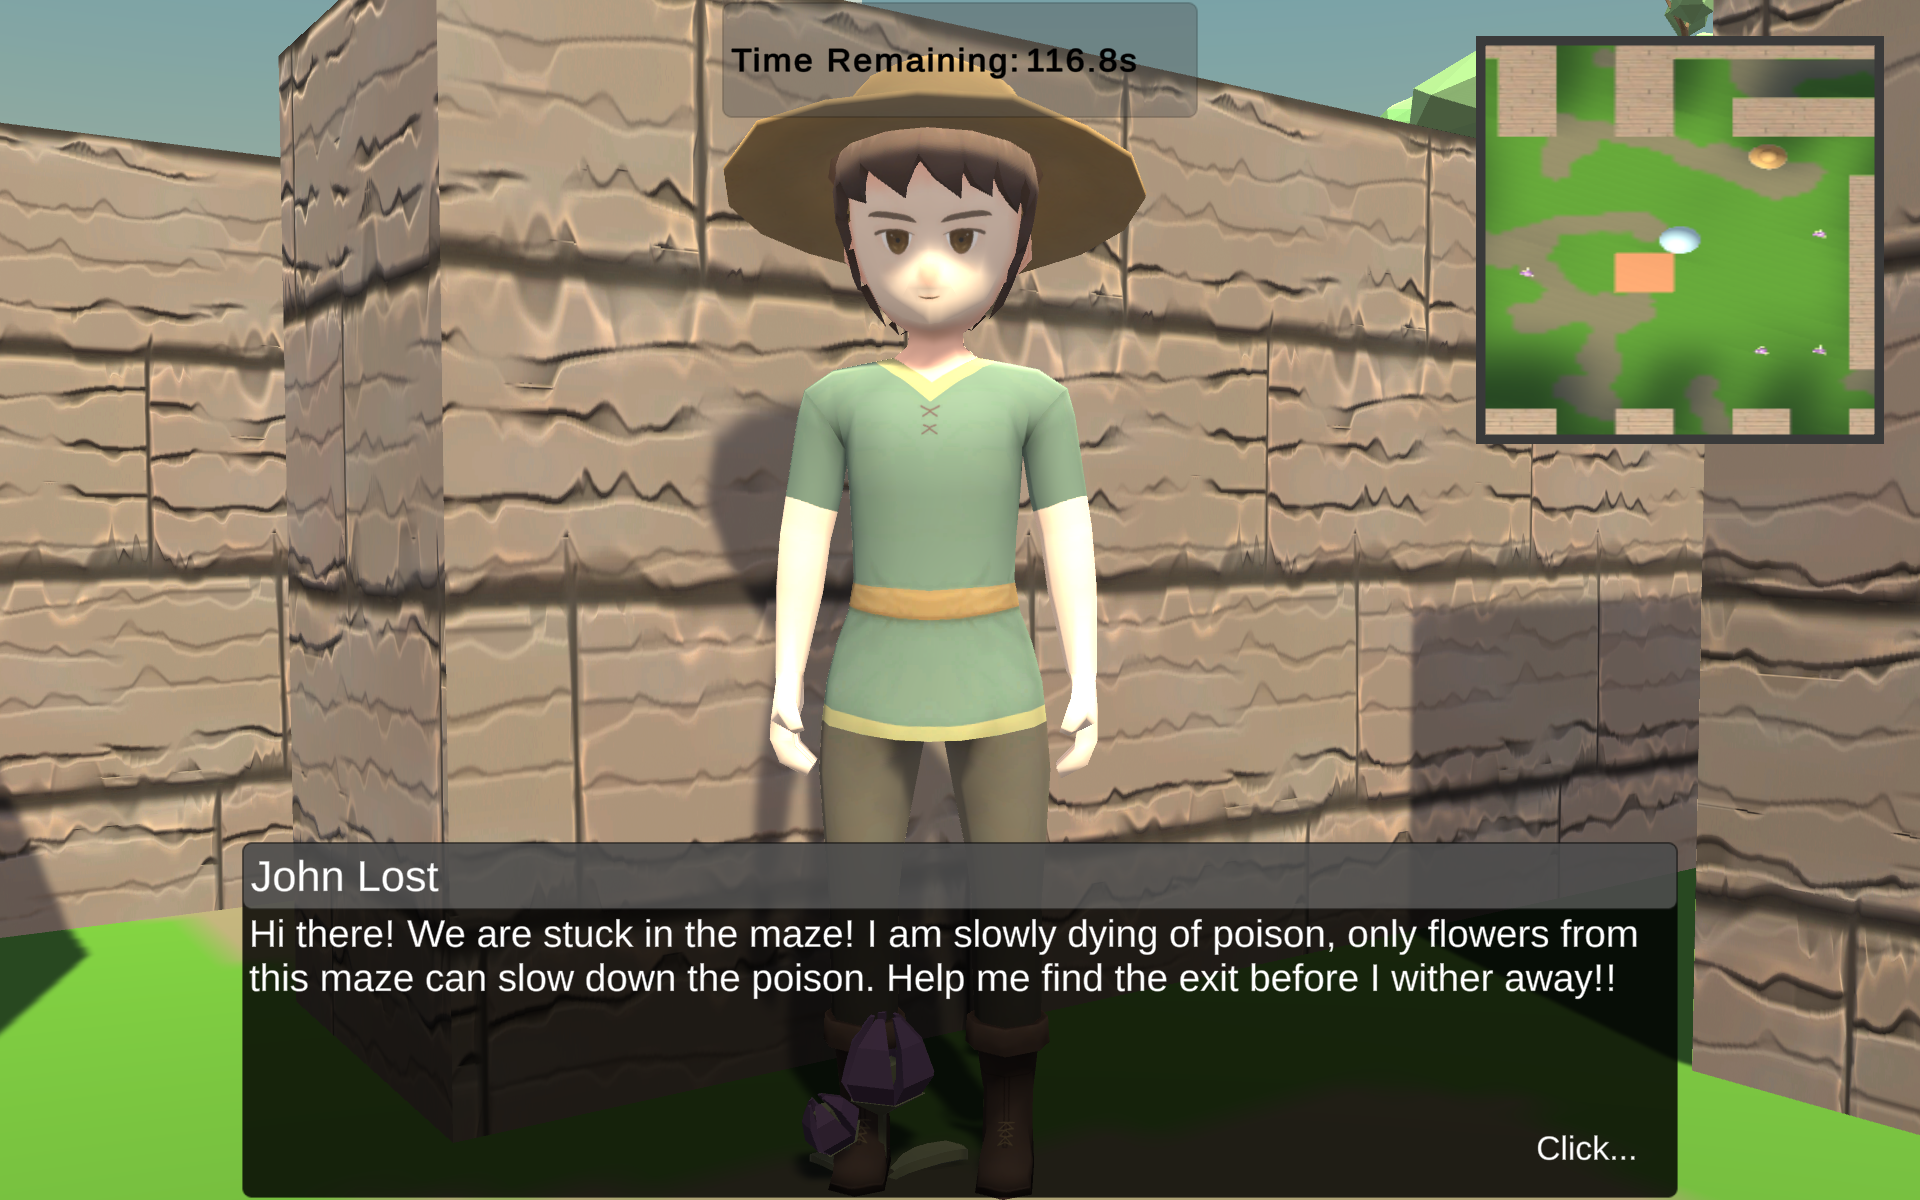 Time Remaining: 116.8s
John Lost
Hi there! We are stuck in the maze! I am slowly dying of poison, only flowers from
this maze can slow down the poison. Help me find the exit before I wither away!!
Click...